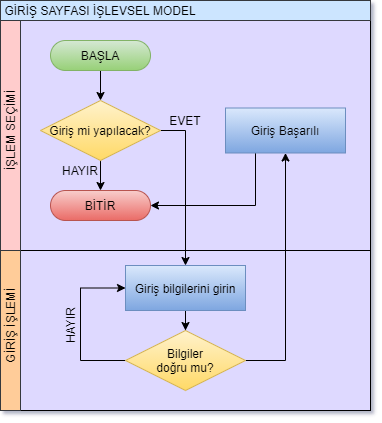 GİRİŞ SAYFASI İŞLEVSEL MODEL
İŞLEM SEÇİMİ
BAŞLA
Giriş mi yapılacak?
EVET
Giriş Başarılı
HAYIR
BİTİR
GİRİŞ İŞLEMİ
Giriş bilgilerini girin
HAYIR
Bilgiler
doğru mu?